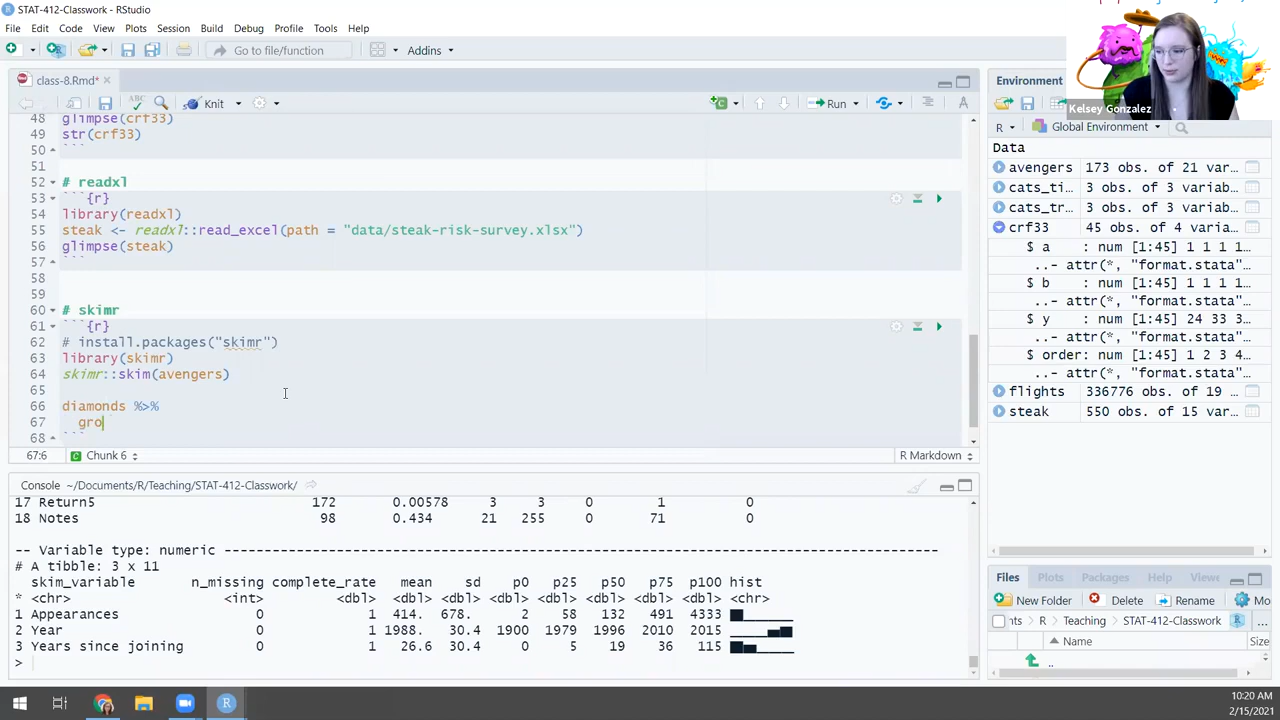 STAT-412-Classwork - RStudio
File Edit Code View Plots Session Build Debug Profile Tools Help
Go to file/function Addins
class-8.Rmd*
Knit Run
48 glimpse(crf33)
49 str(crf33)
50 ```
51
52 # readxl
53 ```{r}
54 library(readxl)
55 steak <- readxl::read_excel(path = "data/steak-risk-survey.xlsx")
56 glimpse(steak)
57 ```
58
59
60 # skimr
61 ```{r}
62 # install.packages("skimr")
63 library(skimr)
64 skimr::skim(avengers)
65
66 diamonds %>%
67 gro
68 ```
67:6 Chunk 6 R Markdown
Console ~/Documents/R/Teaching/STAT-412-Classwork/
17 Return5 172 0.00578 3 3 0 1 0
18 Notes 98 0.434 21 255 0 71 0
-- Variable type: numeric --------------------------------------------------------------------------------
# A tibble: 3 x 11
skim_variable n_missing complete_rate mean sd p0 p25 p50 p75 p100 hist
* <chr> <int> <dbl> <dbl> <dbl> <dbl> <dbl> <dbl> <dbl> <dbl> <chr>
1 Appearances 0 1 414. 678. 2 58 132 491 4333
2 Year 0 1 1988. 30.4 1900 1979 1996 2010 2015
3 Years since joining 0 1 26.6 30.4 0 5 19 36 115
>
Kelsey Gonzalez
Environment
R Global Environment
Data
avengers 173 obs. of 21 var…
cats_ti… 3 obs. of 3 variab…
cats_tr… 3 obs. of 3 variab…
crf33 45 obs. of 4 varia…
$ a : num [1:45] 1 1 1 1…
..- attr(*, "format.stata"…
$ b : num [1:45] 1 1 1 1…
..- attr(*, "format.stata"…
$ y : num [1:45] 24 33 3…
..- attr(*, "format.stata"…
$ order: num [1:45] 1 2 3 4…
..- attr(*, "format.stata"…
flights 336776 obs. of 19 …
steak 550 obs. of 15 var…
Files Plots Packages Help Viewe
New Folder Delete Rename Mo
nts R Teaching STAT-412-Classwork ...
Name Size
..
10:20 AM
2/15/2021